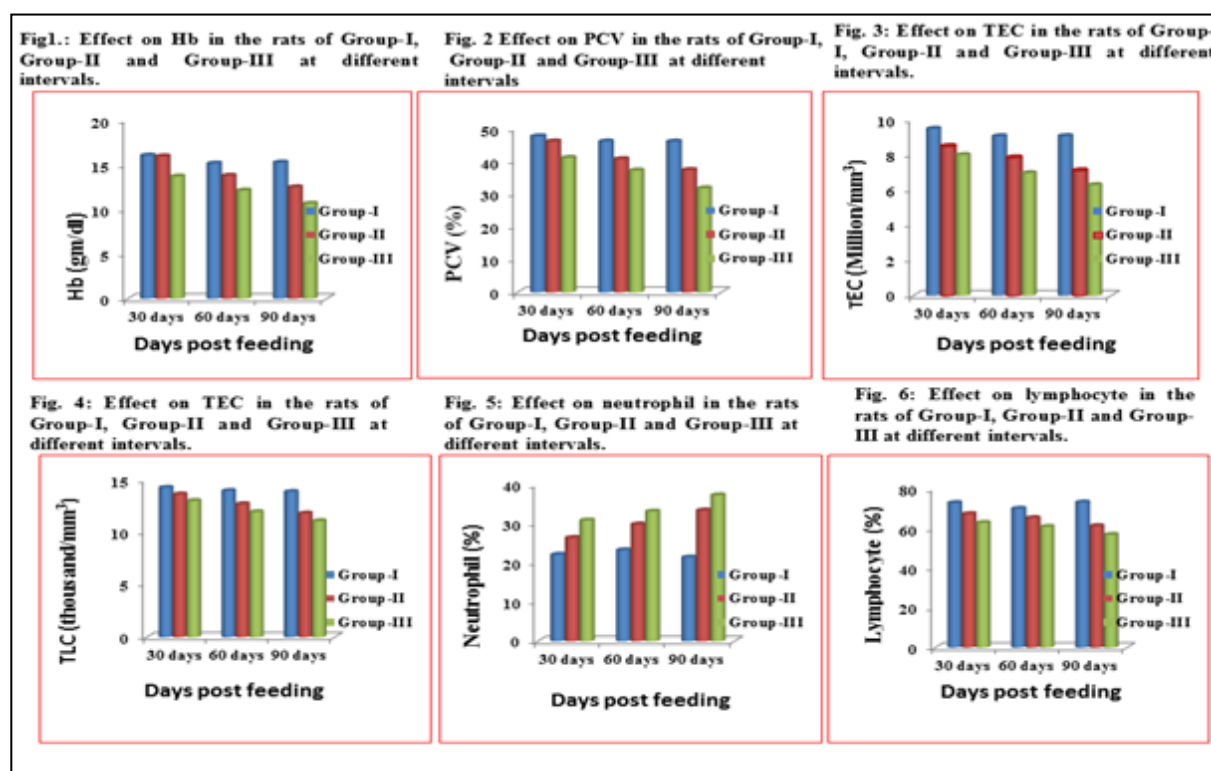 Fig1.: Effect on Hb in the rats of Group-I,
Group-II and Group-III at different
intervals.
20
15
10
5
0
Hb (gm/dl)
30 days 60 days 90 days
Days post feeding
Group-I
Group-II
Group-III
Fig. 2 Effect on PCV in the rats of Group-I,
Group-II and Group-III at different
intervals
50
40
30
20
10
0
PCV (%)
30 days 60 days 90 days
Days post feeding
Group-I
Group-II
Group-III
Fig. 3: Effect on TEC in the rats of Group-
I, Group-II and Group-III at different
intervals.
10
8
6
4
2
0
TEC (Million/mm³)
30 days 60 days 90 days
Days post feeding
Group-I
Group-II
Group-III
Fig. 4: Effect on TEC in the rats of
Group-I, Group-II and Group-III at
different intervals.
15
10
5
0
TLC (thousand/mm³)
30 days 60 days 90 days
Days post feeding
Group-I
Group-II
Group-III
Fig. 5: Effect on neutrophil in the rats
of Group-I, Group-II and Group-III at
different intervals.
40
30
20
10
0
Neutrophil (%)
30 days 60 days 90 days
Days post feeding
Group-I
Group-II
Group-III
Fig. 6: Effect on lymphocyte in the
rats of Group-I, Group-II and Group-
III at different intervals.
80
60
40
20
0
Lymphocyte (%)
30 days 60 days 90 days
Days post feeding
Group-I
Group-II
Group-III